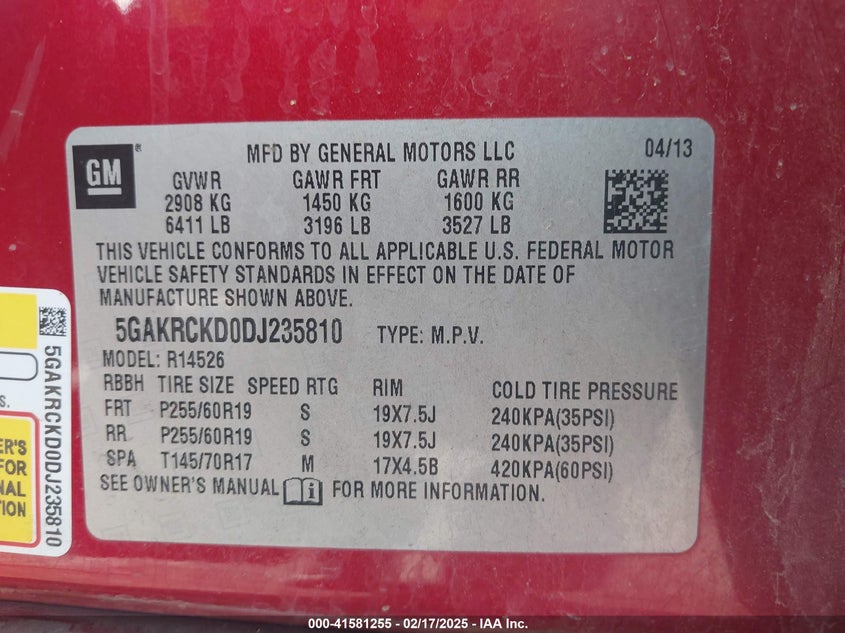 GM
®
MFD BY GENERAL MOTORS LLC 04/13
GVWR GAWR FRT GAWR RR
2908 KG 1450 KG 1600 KG
6411 LB 3196 LB 3527 LB
THIS VEHICLE CONFORMS TO ALL APPLICABLE U.S. FEDERAL MOTOR
VEHICLE SAFETY STANDARDS IN EFFECT ON THE DATE OF
MANUFACTURE SHOWN ABOVE.
5GAKRCKD0DJ235810 TYPE: M.P.V.
MODEL: R14526
RBBH TIRE SIZE SPEED RTG RIM COLD TIRE PRESSURE
FRT P255/60R19 S 19X7.5J 240KPA(35PSI)
RR P255/60R19 S 19X7.5J 240KPA(35PSI)
SPA T145/70R17 M 17X4.5B 420KPA(60PSI)
SEE OWNER'S MANUAL i FOR MORE INFORMATION.
5GAKRCKD0DJ235810
S.
ER'S
FOR
NAL
TION
000-41581255 - 02/17/2025 - IAA Inc.